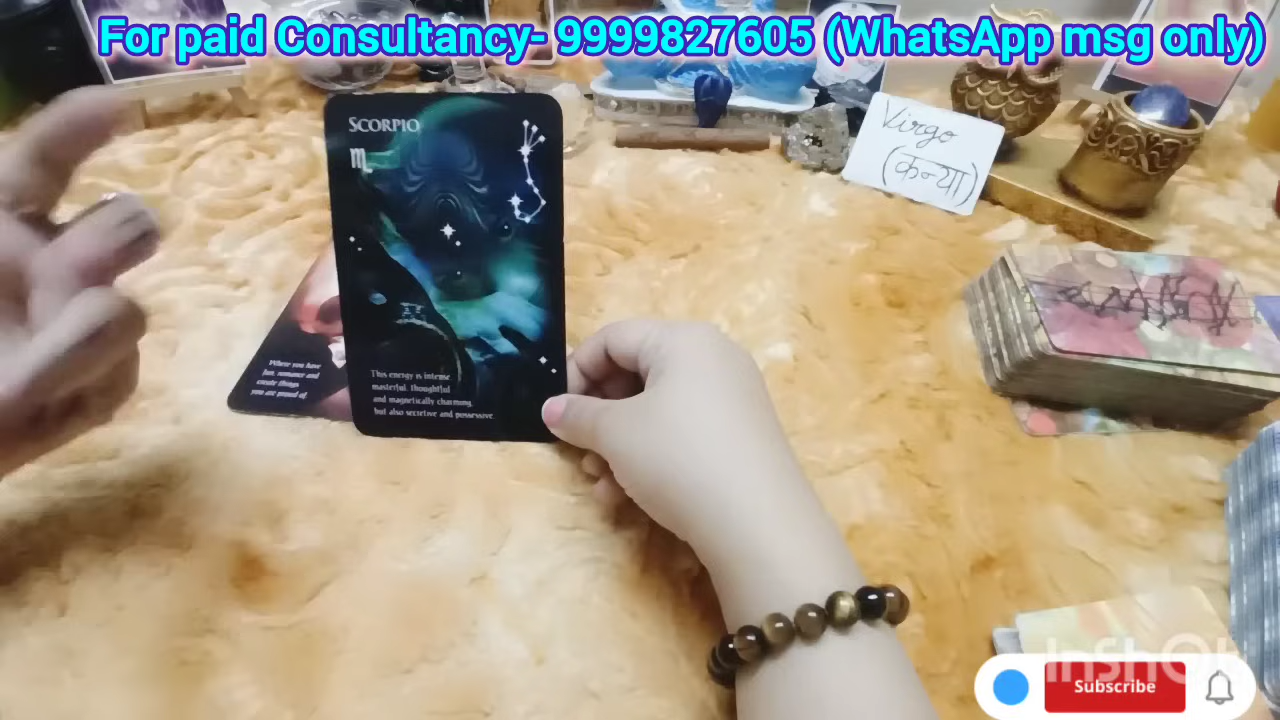 For paid Consultancy- 9999827605 (WhatsApp msg only)
SCORPIO
♏
This energy is intense
masterful, thoughtful
and magnetically charming,
but also secretive and possessive
Where you have
fun, romance and
create things
you are proud of
Virgo
(कन्या)
InShOt
Subscribe